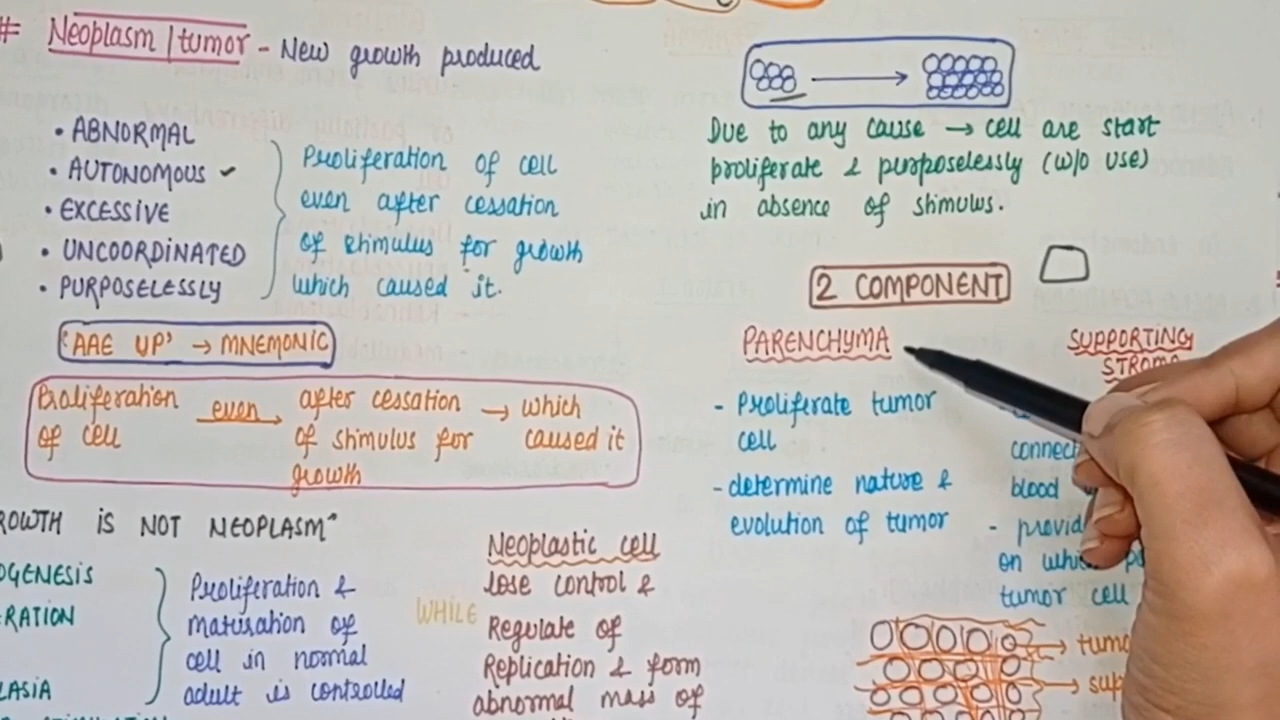 # Neoplasm / tumor - New growth produced
• ABNORMAL
• AUTONOMOUS
• EXCESSIVE
• UNCOORDINATED
• PURPOSELESSLY
Proliferation of cell
even after cessation
of stimulus for growth
which caused it.
'AAE UP' → MNEMONIC
Proliferation even after cessation → which
of cell of stimulus for caused it
growth
ROWTH iS NOT NEOPLASM"
OGENESIS
ERATION
LASIA
Proliferation &
maturation of
cell in normal
adult is controlled
WHILE
Neoplastic cell
lose control &
Regulate of
Replication & form
abnormal mass of
Due to any cause → cell are start
proliferate & purposelessly (w/o use)
in absence of stimulus.
2 COMPONENT
PARENCHYMA
- Proliferate tumor
cell
- determine nature &
evolution of tumor
SUPPORTING
STROMA
connect
blood
- provid
on which
tumor cell
→ tumo
→ sup